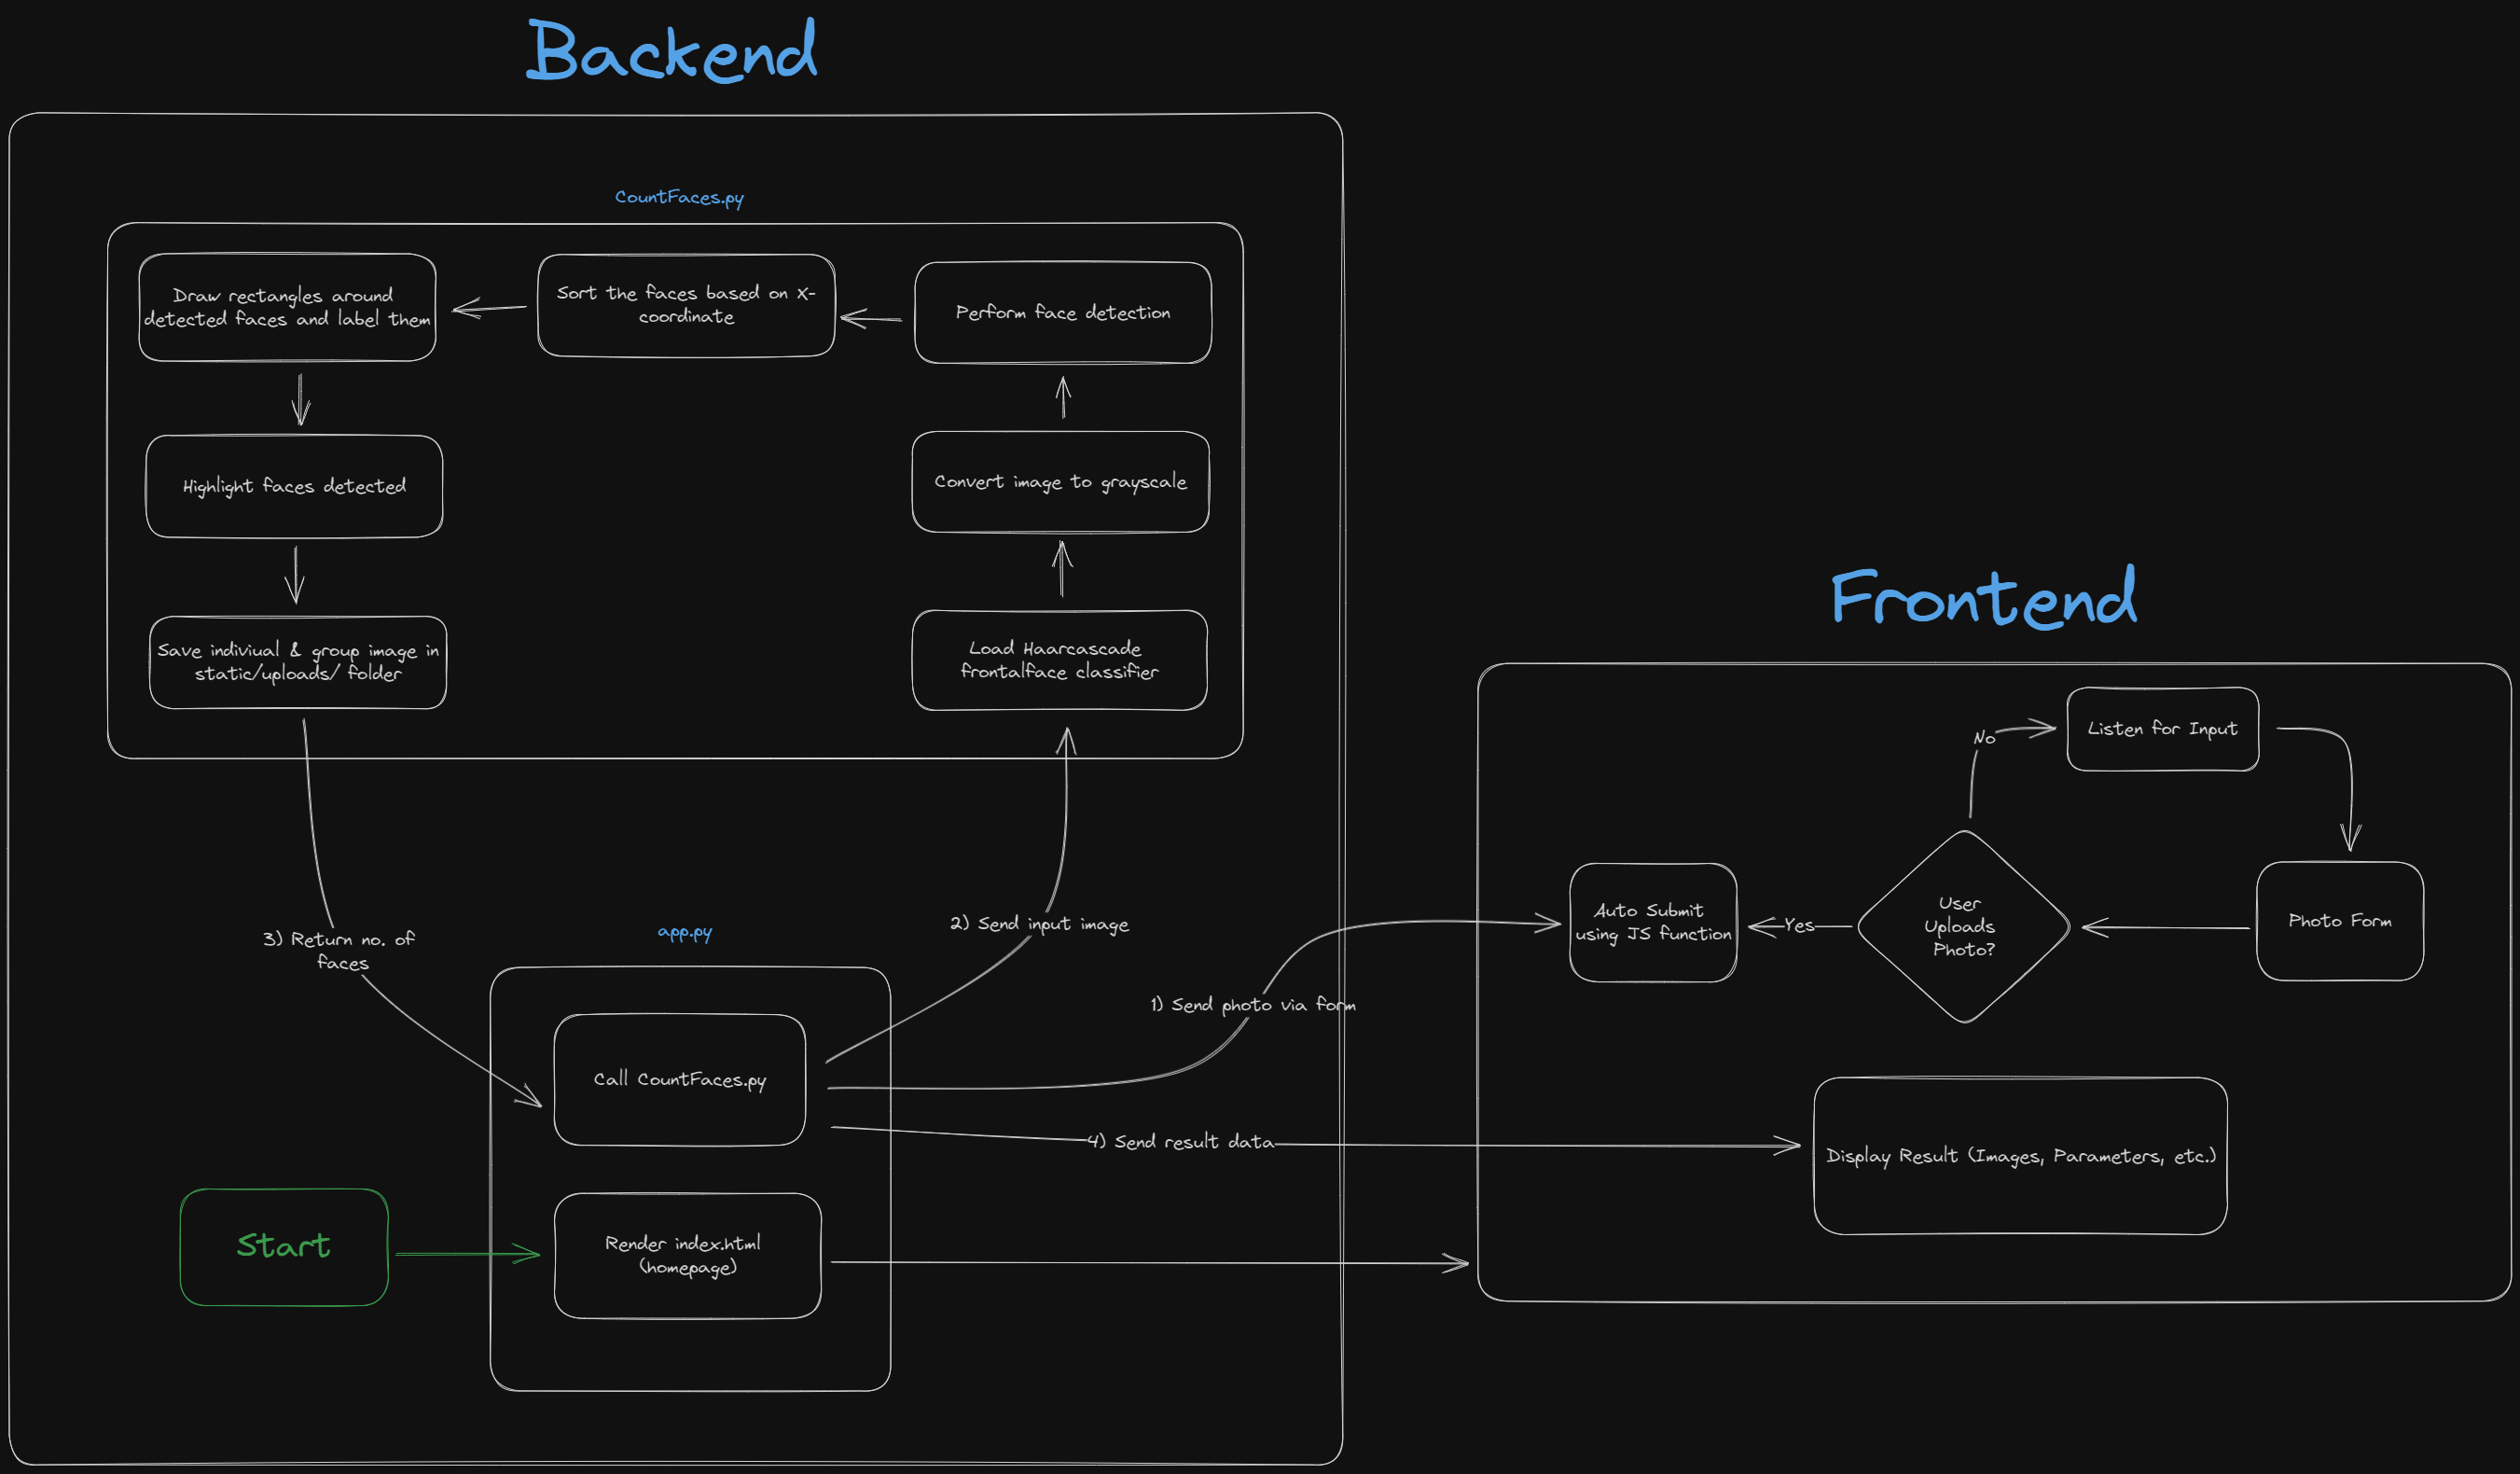 Backend
CountFaces.py
Draw rectangles around
detected faces and label them
Sort the faces based on X-
coordinate
Perform face detection
Highlight faces detected
Convert image to grayscale
Save indiviual & group image in
static/uploads/ folder
Load Haarcascade
frontalface classifier
3) Return no. of
faces
2) Send input image
app.py
1) Send photo via form
Call CountFaces.py
4) Send result data
Start
Render index.html
(homepage)
Frontend
No
Listen for Input
Auto Submit
using JS function
Yes
User
Uploads
Photo?
Photo Form
Display Result (Images, Parameters, etc.)